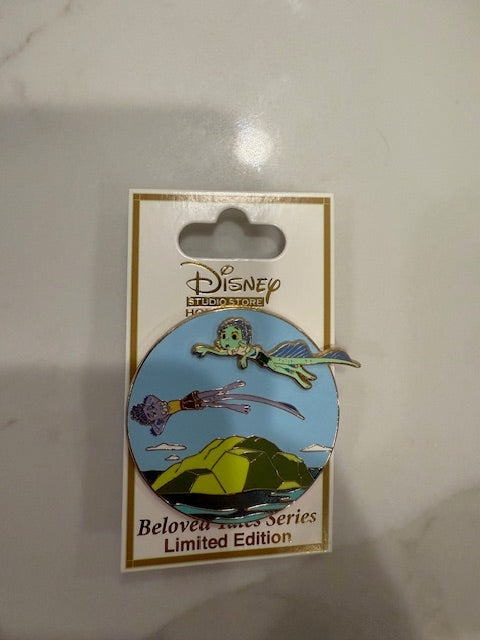 Disney
STUDIO STORE
Beloved Tales Series
Limited Edition